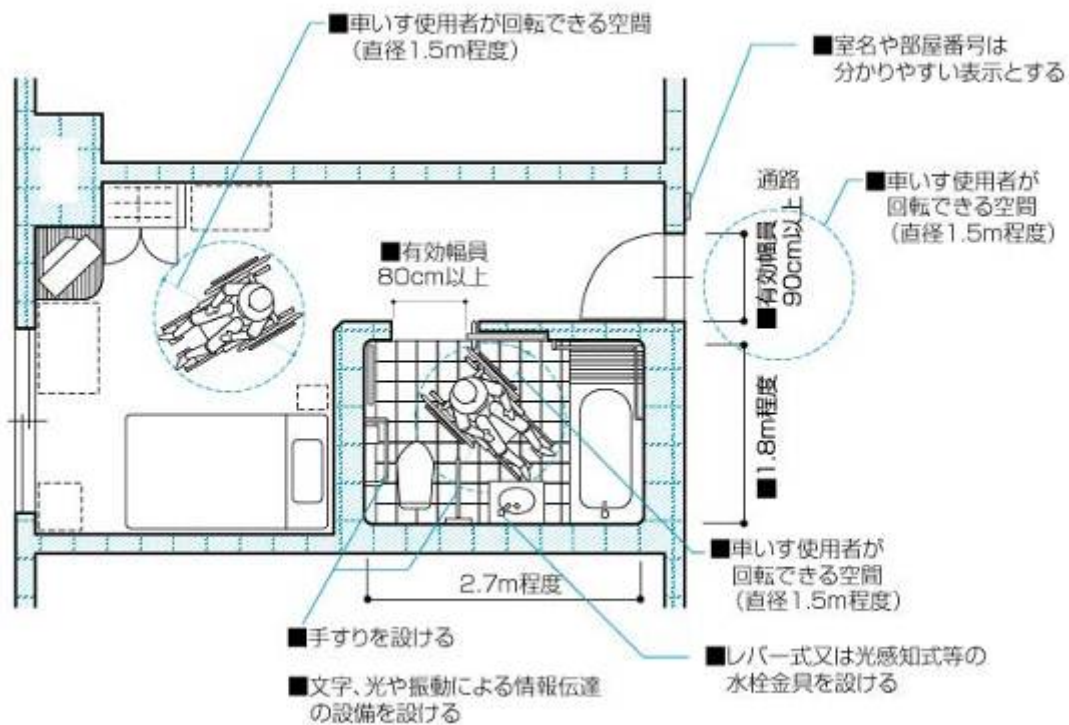 ■車いす使用者が回転できる空間
(直径1.5m程度)
■室名や部屋番号は
分かりやすい表示とする
通路
■車いす使用者が
回転できる空間
(直径1.5m程度)
■有効幅員
80cm以上
■有効幅員
90cm以上
■1.8m程度
■車いす使用者が
回転できる空間
(直径1.5m程度)
2.7m程度
■手すりを設ける
■レバー式又は光感知式等の
水栓金具を設ける
■文字、光や振動による情報伝達
の設備を設ける